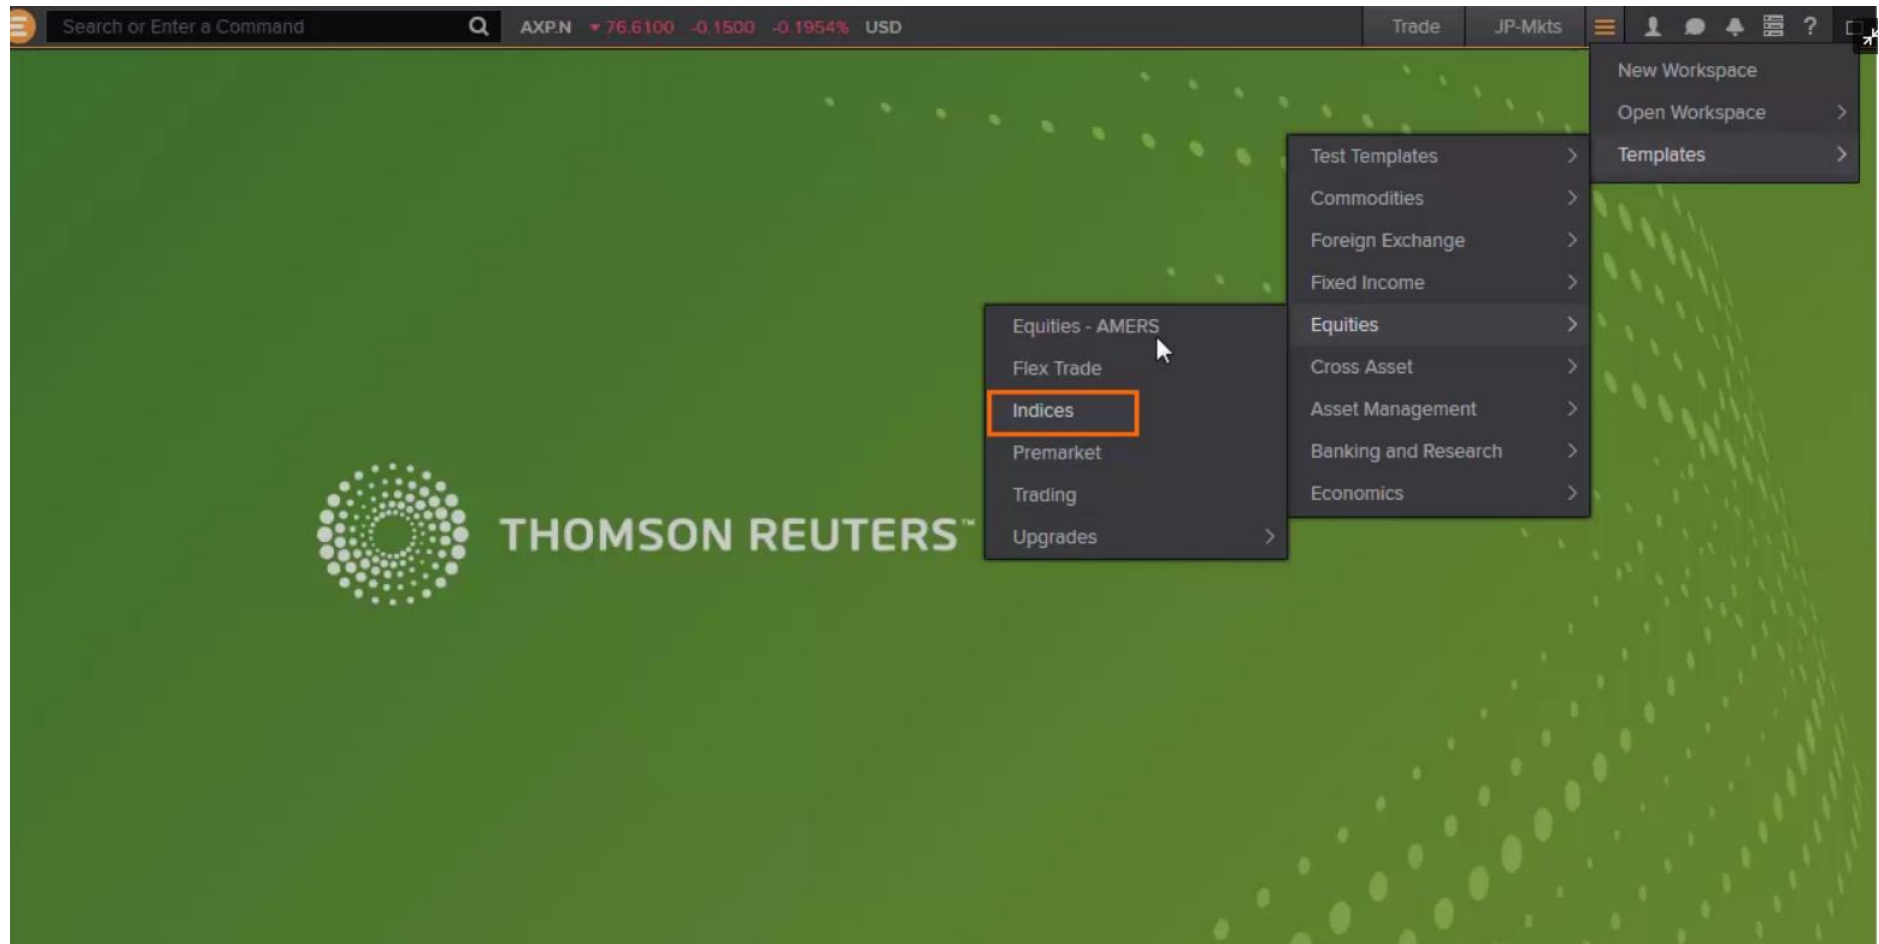 Search or Enter a Command
AXP.N ▼76.6100 -0.1500 -0.1954% USD
Trade
JP-Mkts
?
New Workspace
Open Workspace >
Templates >
Test Templates >
Commodities >
Foreign Exchange >
Fixed Income >
Equities >
Cross Asset >
Asset Management >
Banking and Research >
Economics >
Equities - AMERS
Flex Trade
Indices
Premarket
Trading
Upgrades >
THOMSON REUTERS™